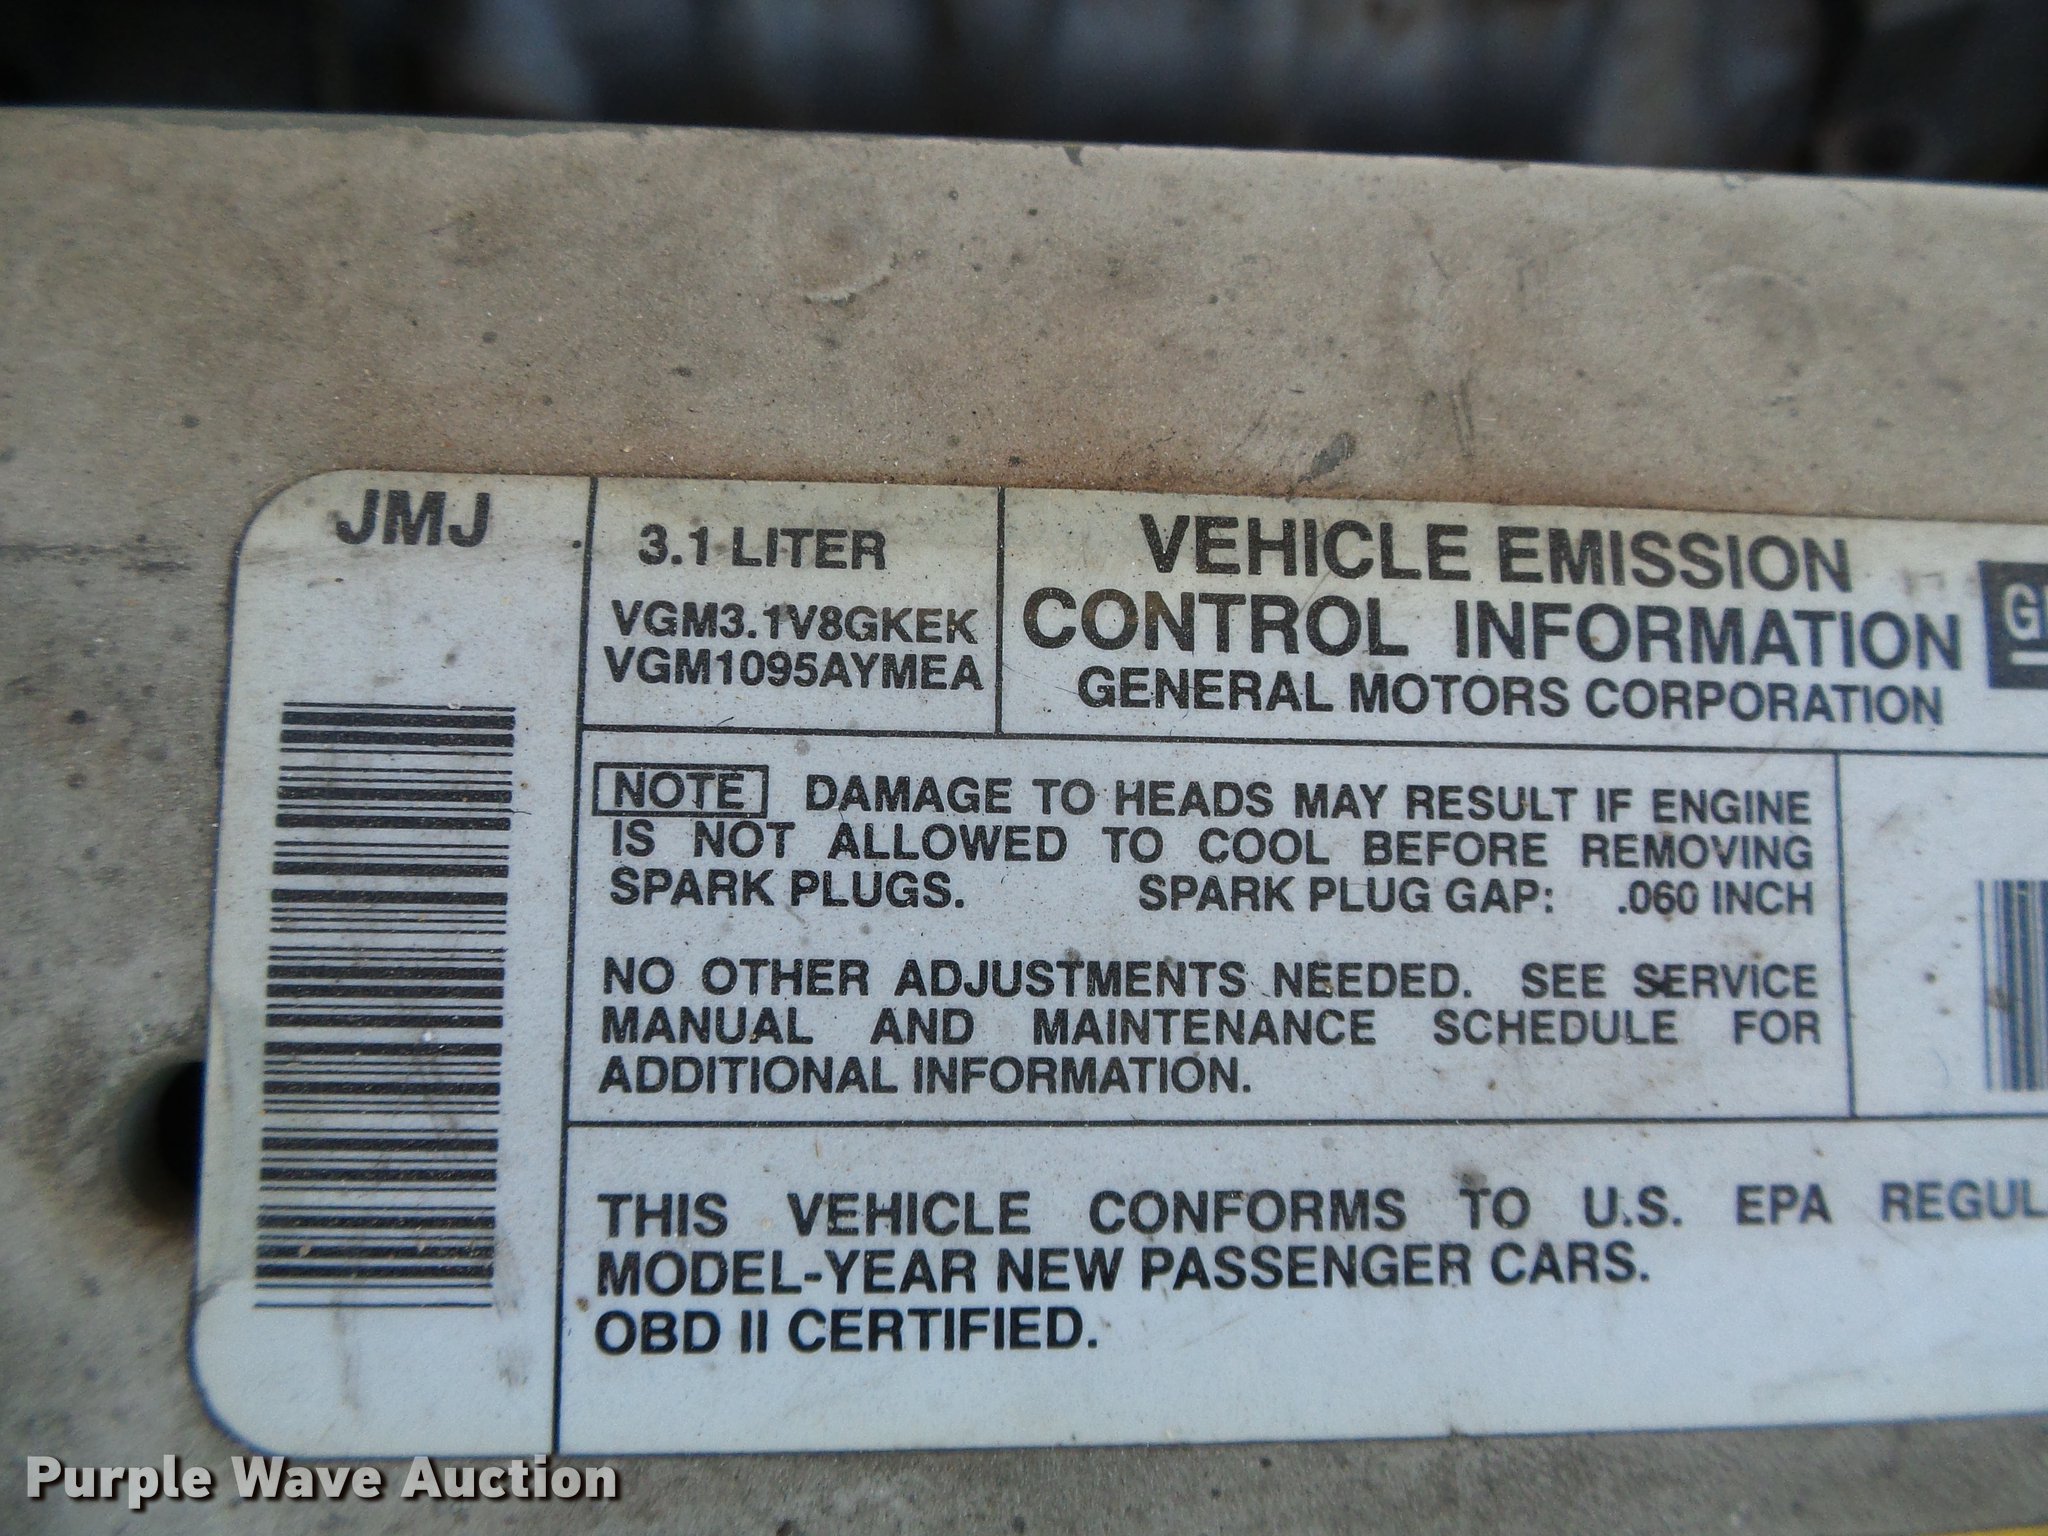 JMJ
3.1 LITER
VGM3.1V8GKEK
VGM1095AYMEA
VEHICLE EMISSION
CONTROL INFORMATION
GENERAL MOTORS CORPORATION
NOTE DAMAGE TO HEADS MAY RESULT IF ENGINE
IS NOT ALLOWED TO COOL BEFORE REMOVING
SPARK PLUGS. SPARK PLUG GAP: .060 INCH
NO OTHER ADJUSTMENTS NEEDED. SEE SERVICE
MANUAL AND MAINTENANCE SCHEDULE FOR
ADDITIONAL INFORMATION.
THIS VEHICLE CONFORMS TO U.S. EPA REGUL
MODEL-YEAR NEW PASSENGER CARS.
OBD II CERTIFIED.
Purple Wave Auction